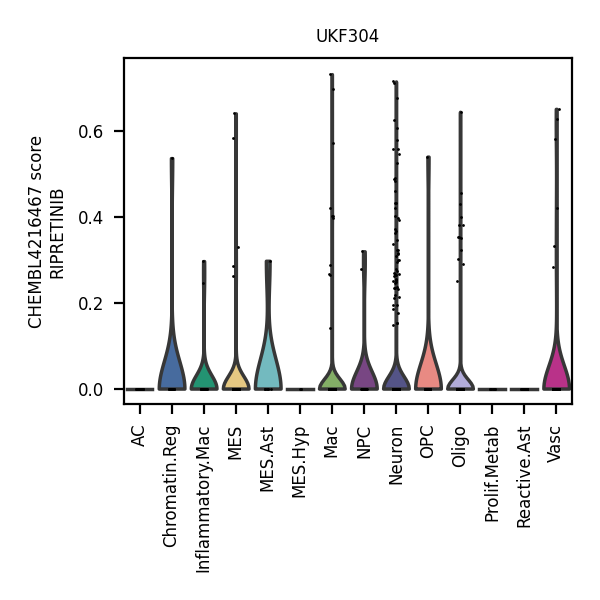 UKF304
CHEMBL4216467 score
RIPRETINIB
0.6
0.4
0.2
0.0
AC
Chromatin.Reg
Inflammatory.Mac
MES
MES.Ast
MES.Hyp
Mac
NPC
Neuron
OPC
Oligo
Prolif.Metab
Reactive.Ast
Vasc